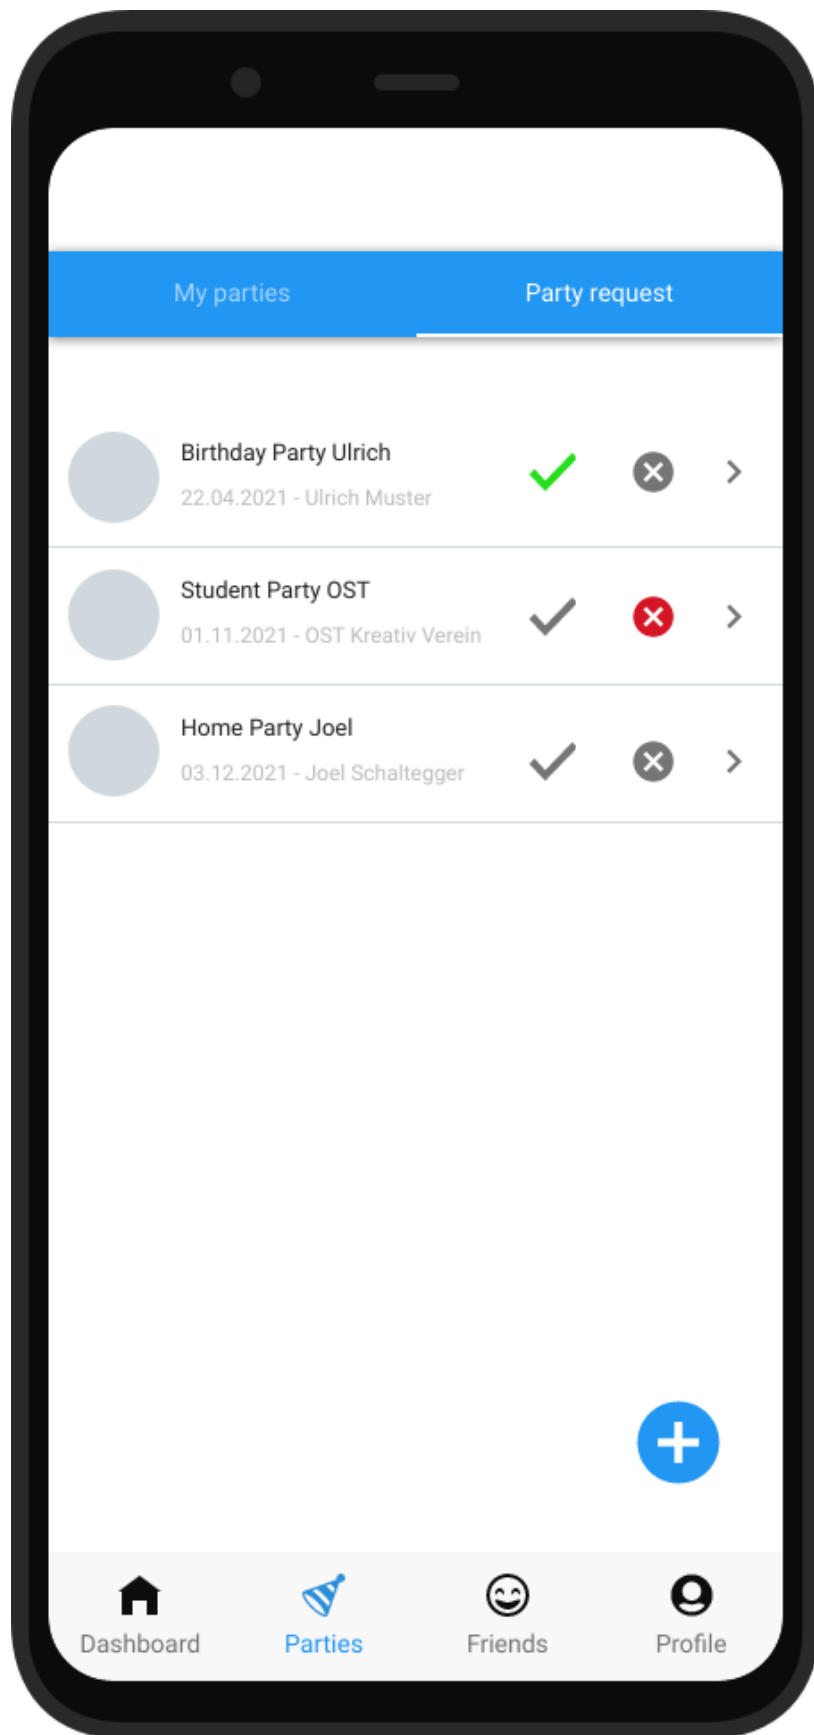 My parties
Party request
Birthday Party Ulrich
22.04.2021 - Ulrich Muster
Student Party OST
01.11.2021 - OST Kreativ Verein
Home Party Joel
03.12.2021 - Joel Schaltegger
Dashboard
Parties
Friends
Profile